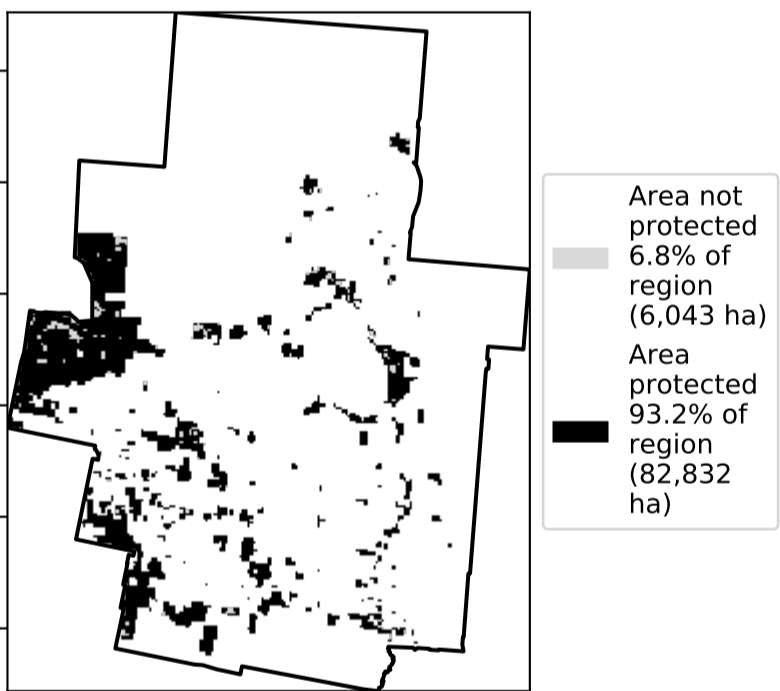 Area not
protected
6.8% of
region
(6,043 ha)
Area
protected
93.2% of
region
(82,832
ha)